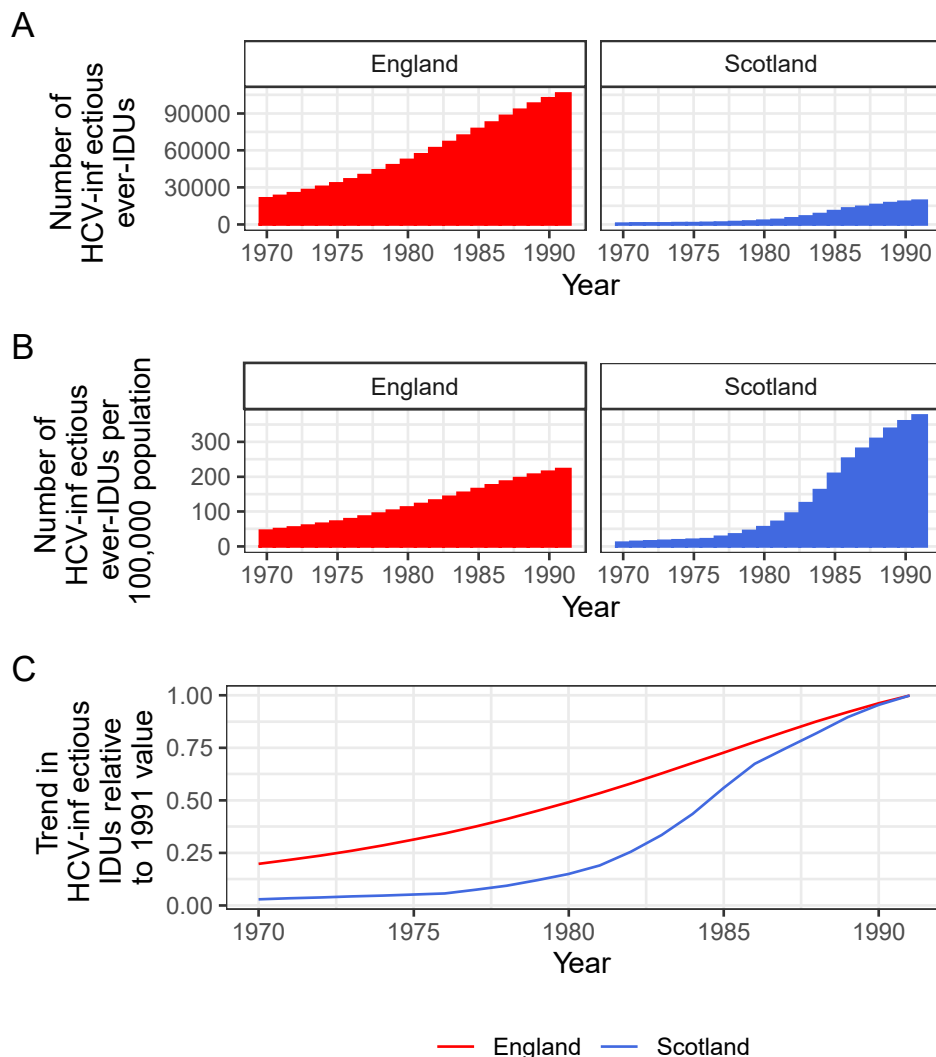 A
England
Scotland
Number of
HCV-inf ectious
ever-IDUs
90000
60000
30000
0
1970 1975 1980 1985 1990
1970 1975 1980 1985 1990
Year
B
England
Scotland
Number of
HCV-inf ectious
ever-IDUs per
100,000 population
300
200
100
0
1970 1975 1980 1985 1990
1970 1975 1980 1985 1990
Year
C
Trend in
HCV-inf ectious
IDUs relative
to 1991 value
1.00
0.75
0.50
0.25
0.00
1970 1975 1980 1985 1990
Year
England Scotland